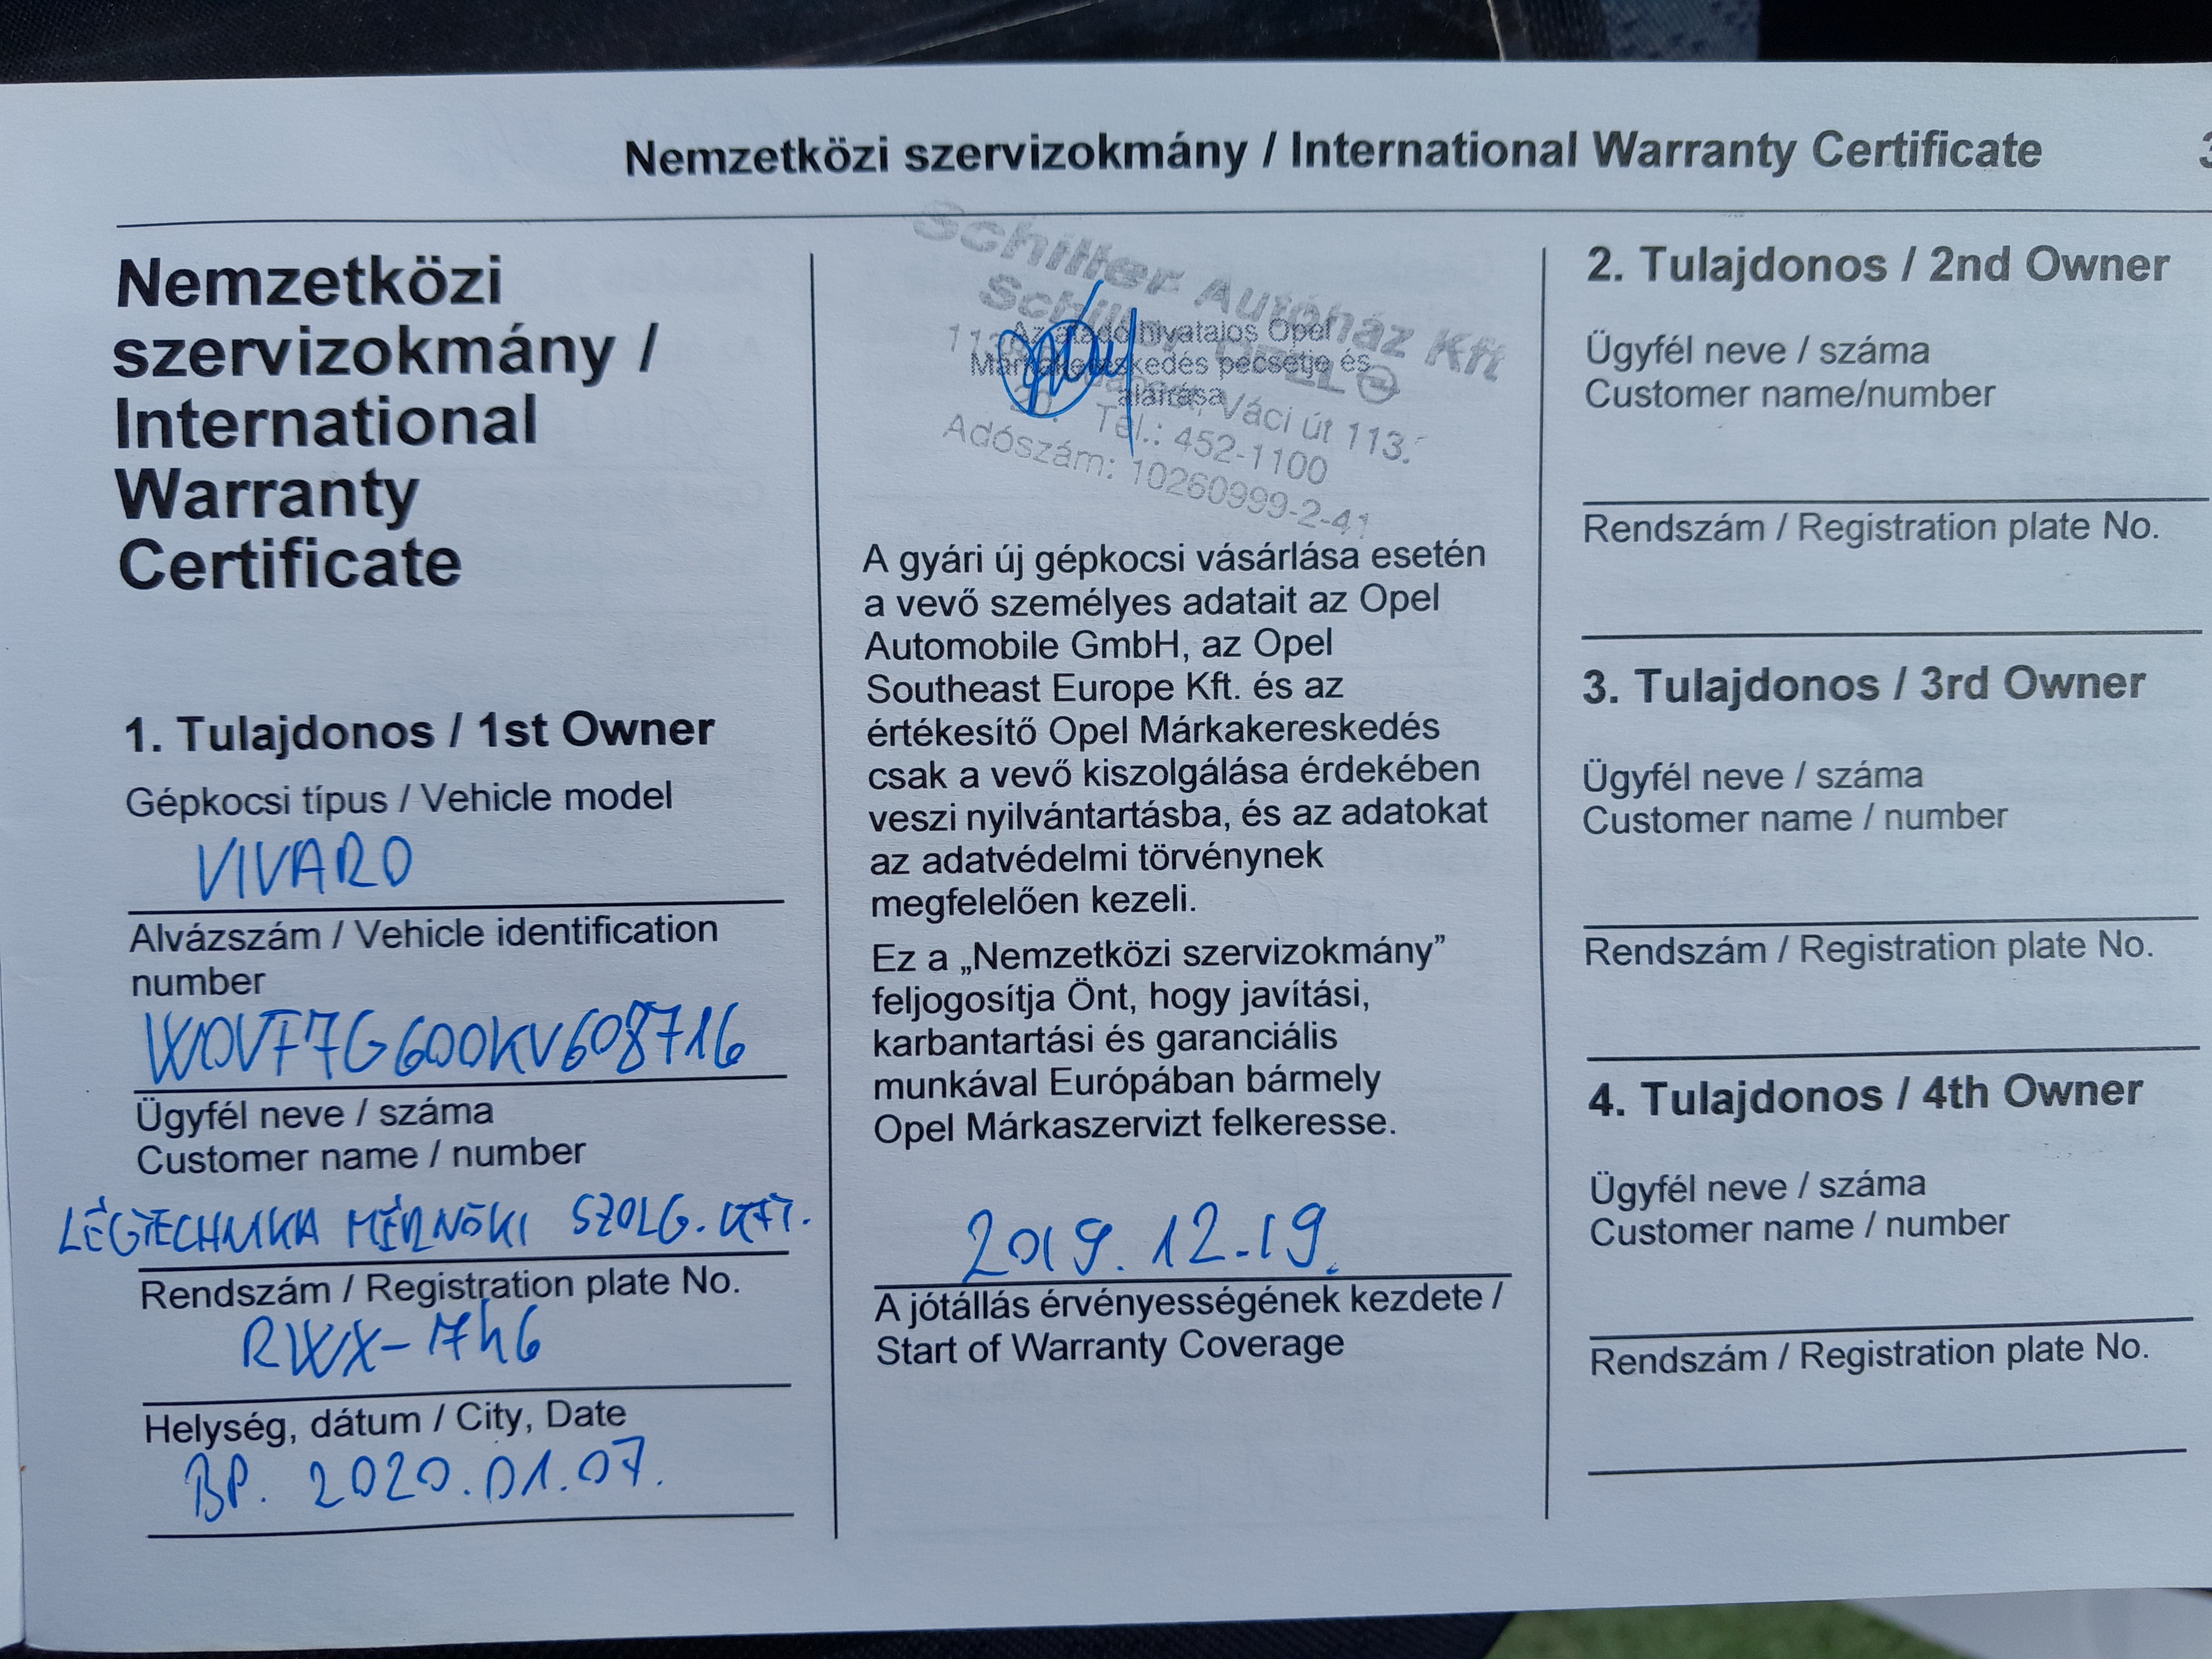 Nemzetközi szervizokmány / International Warranty Certificate
Nemzetközi
szervizokmány /
International
Warranty
Certificate
1. Tulajdonos / 1st Owner
Gépkocsi típus / Vehicle model
VIVARO
Alvázszám / Vehicle identification
number
W0VF7G600KV608716
Ügyfél neve / száma
Customer name / number
LÉGTECHNIKA MÉRNÖKI SZOLG. KFT.
Rendszám / Registration plate No.
RWX-746
Helység, dátum / City, Date
BP. 2020.01.07.
Schiller Autóház Kft
Schiller OPEL
Váci út 113.
Tel.: 452-1100
Adószám: 10260999-2-41
Az átadó hivatalos Opel
Márkakereskedés pecsétje és
aláírása
A gyári új gépkocsi vásárlása esetén
a vevő személyes adatait az Opel
Automobile GmbH, az Opel
Southeast Europe Kft. és az
értékesítő Opel Márkakereskedés
csak a vevő kiszolgálása érdekében
veszi nyilvántartásba, és az adatokat
az adatvédelmi törvénynek
megfelelően kezeli.
Ez a „Nemzetközi szervizokmány”
feljogosítja Önt, hogy javítási,
karbantartási és garanciális
munkával Európában bármely
Opel Márkaszervizt felkeresse.
2019.12.19.
A jótállás érvényességének kezdete /
Start of Warranty Coverage
2. Tulajdonos / 2nd Owner
Ügyfél neve / száma
Customer name/number
Rendszám / Registration plate No.
3. Tulajdonos / 3rd Owner
Ügyfél neve / száma
Customer name / number
Rendszám / Registration plate No.
4. Tulajdonos / 4th Owner
Ügyfél neve / száma
Customer name / number
Rendszám / Registration plate No.